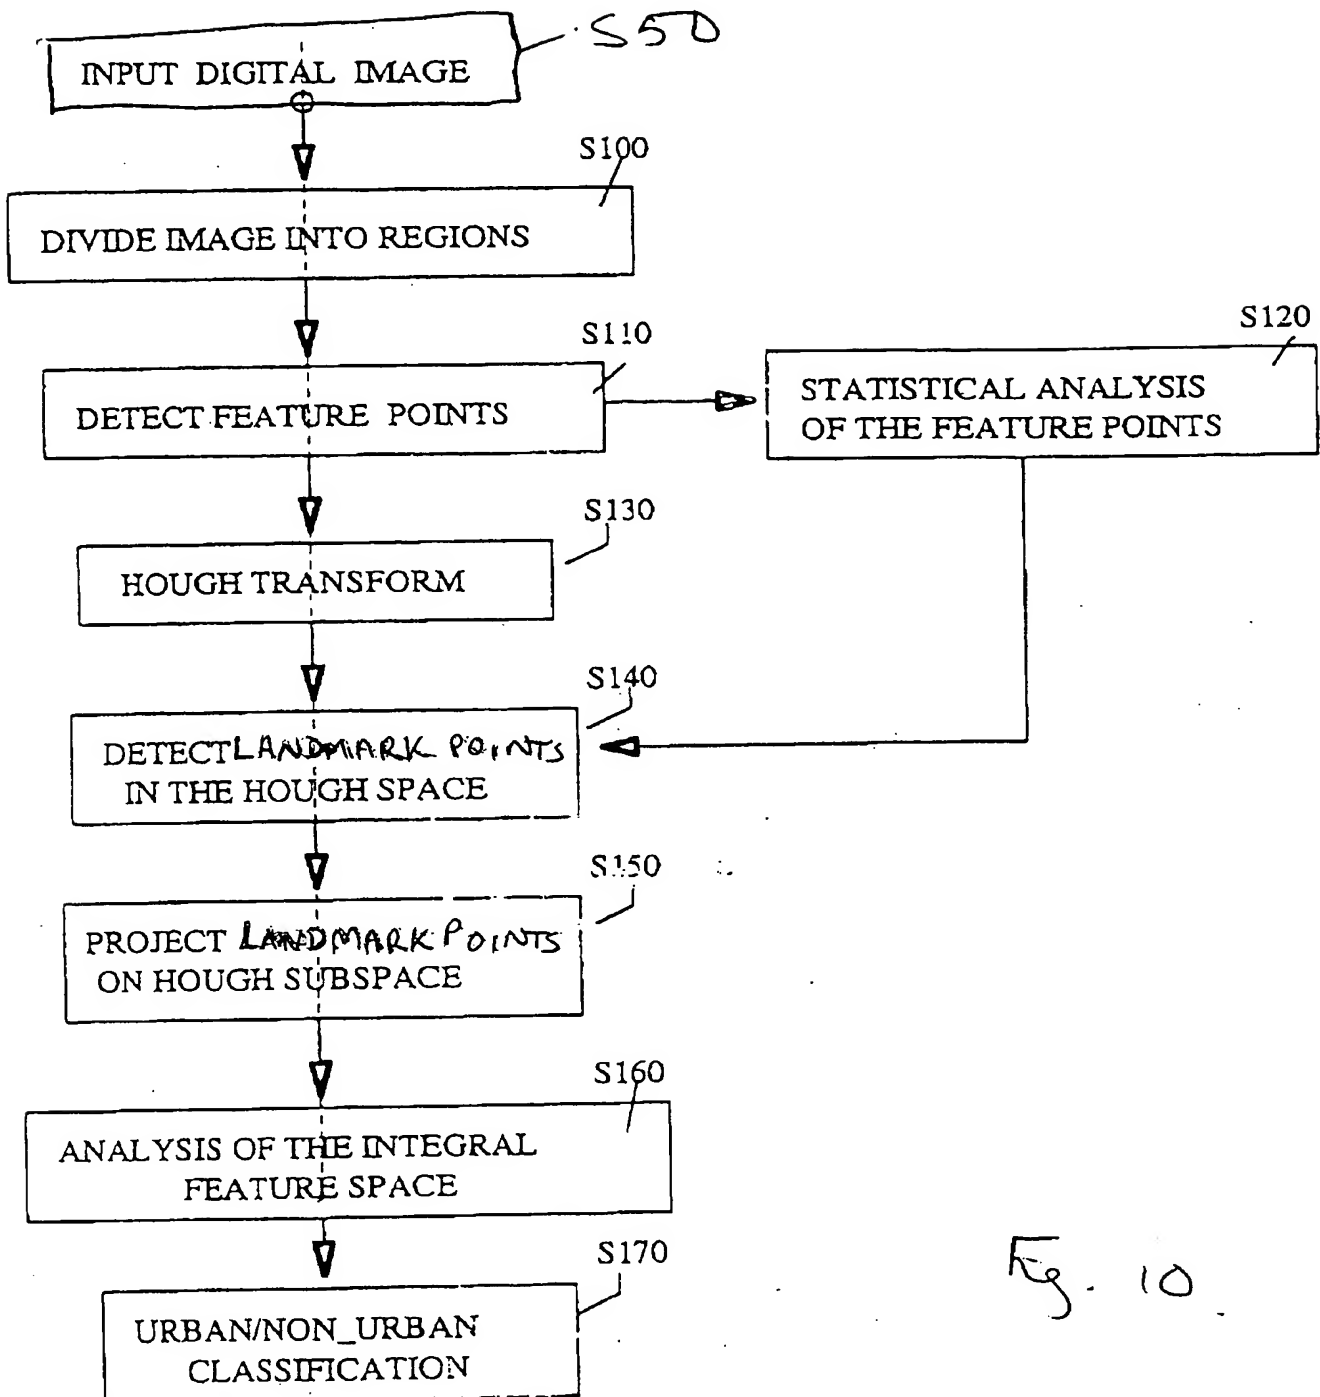 S50
INPUT DIGITAL IMAGE
S100
DIVIDE IMAGE INTO REGIONS
S110
DETECT FEATURE POINTS
S120
STATISTICAL ANALYSIS
OF THE FEATURE POINTS
S130
HOUGH TRANSFORM
S140
DETECT LANDMARK POINTS
IN THE HOUGH SPACE
S150
PROJECT LANDMARK POINTS
ON HOUGH SUBSPACE
S160
ANALYSIS OF THE INTEGRAL
FEATURE SPACE
S170
URBAN/NON_URBAN
CLASSIFICATION
Fig. 10